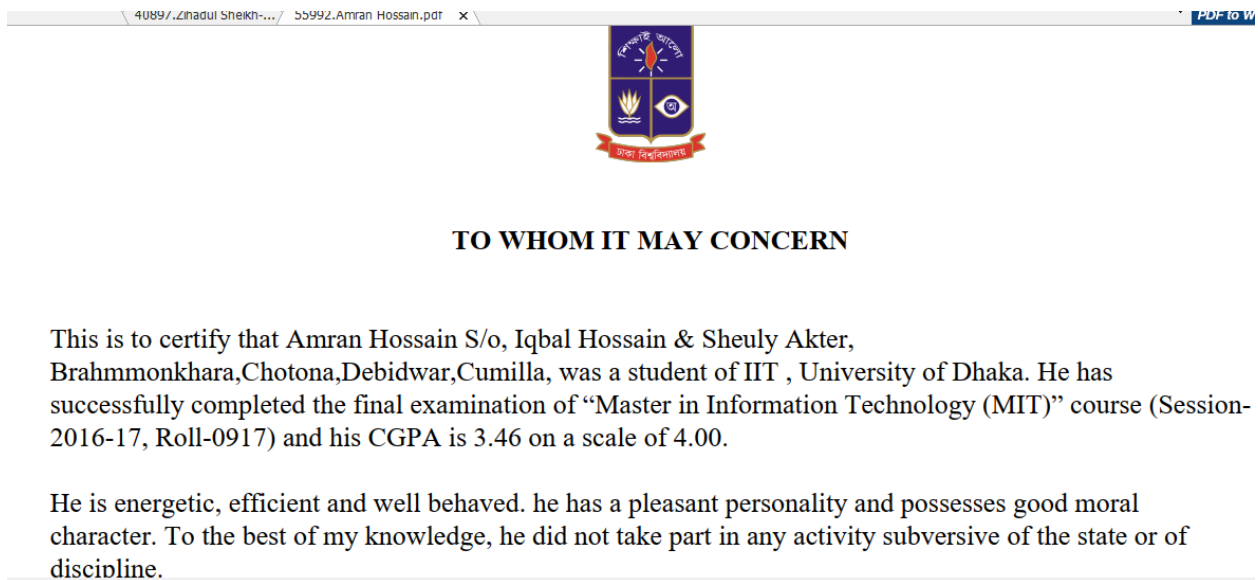 40897.Zihadul Sheikh-... 55992.Amran Hossain.pdf x PDF to W
শিক্ষাই আলো
অ
ঢাকা বিশ্ববিদ্যালয়
TO WHOM IT MAY CONCERN
This is to certify that Amran Hossain S/o, Iqbal Hossain & Sheuly Akter,
Brahmmonkhara,Chotona,Debidwar,Cumilla, was a student of IIT , University of Dhaka. He has
successfully completed the final examination of “Master in Information Technology (MIT)” course (Session-
2016-17, Roll-0917) and his CGPA is 3.46 on a scale of 4.00.
He is energetic, efficient and well behaved. he has a pleasant personality and possesses good moral
character. To the best of my knowledge, he did not take part in any activity subversive of the state or of
discipline.